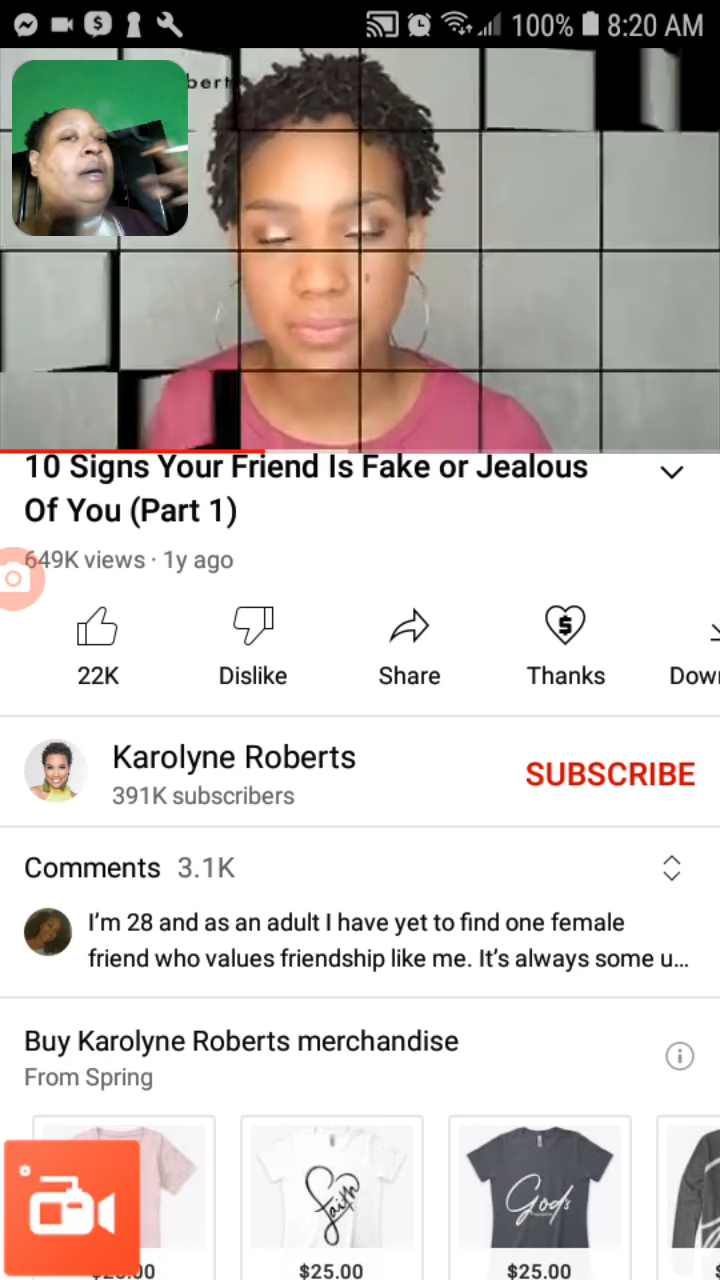 100% 8:20 AM
10 Signs Your Friend Is Fake or Jealous
Of You (Part 1)
649K views · 1y ago
22K Dislike Share Thanks
Karolyne Roberts SUBSCRIBE
391K subscribers
Comments 3.1K
I'm 28 and as an adult I have yet to find one female
friend who values friendship like me. It's always some u...
Buy Karolyne Roberts merchandise
From Spring
Faith
God's
$25.00 $25.00